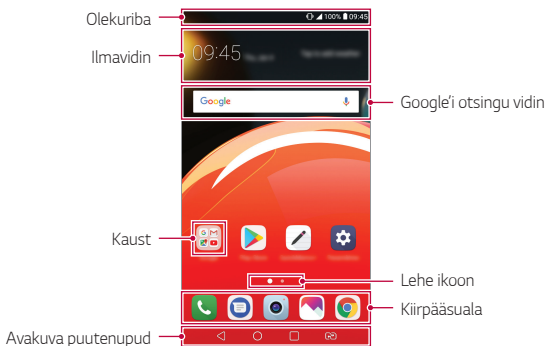 Olekuriba
100% 09:45
Ilmavidin
09:45
Google
Google’i otsingu vidin
Kaust
Lehe ikoon
Kiirpääsuala
Avakuva puutenupud